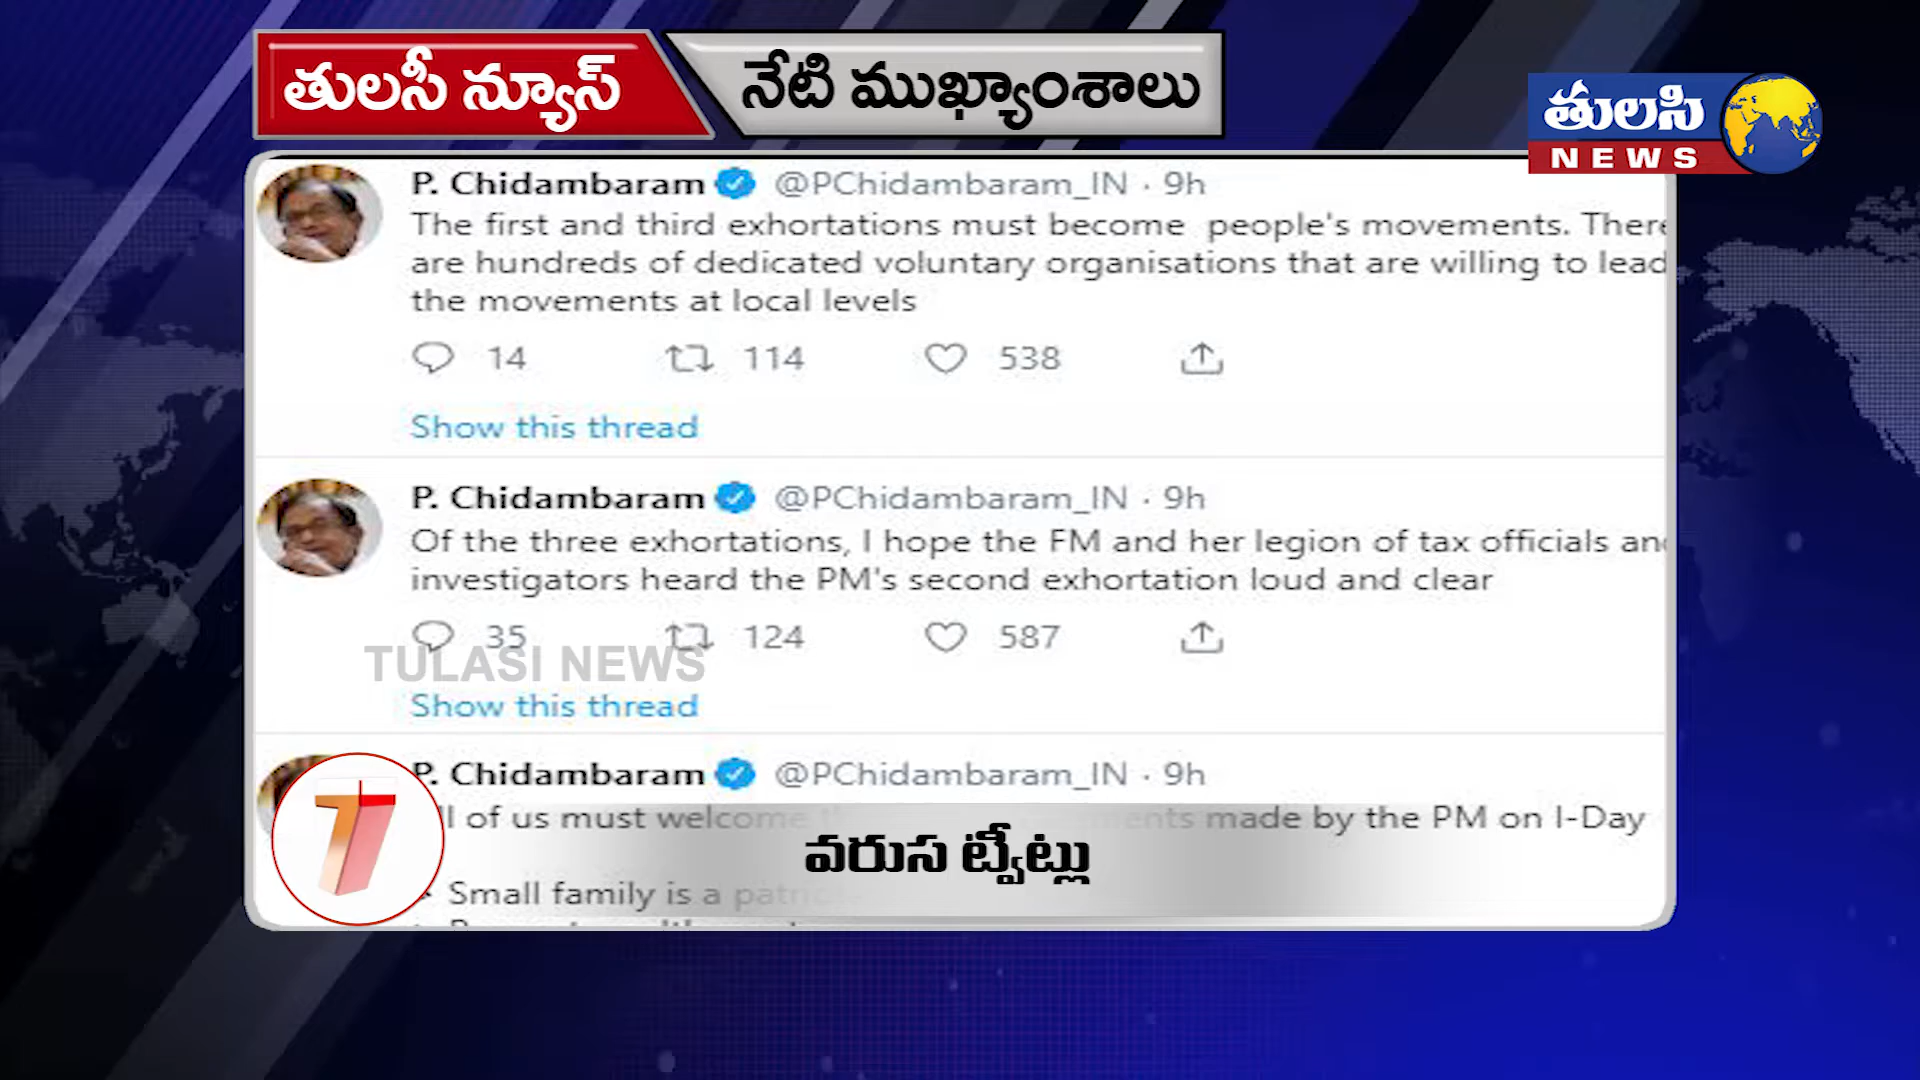 తులసీ న్యూస్ నేటి ముఖ్యాంశాలు
తులసి
NEWS
P. Chidambaram @PChidambaram_IN · 9h
The first and third exhortations must become people's movements. There
are hundreds of dedicated voluntary organisations that are willing to lead
the movements at local levels
14 114 538
Show this thread
P. Chidambaram @PChidambaram_IN · 9h
Of the three exhortations, I hope the FM and her legion of tax officials and
investigators heard the PM's second exhortation loud and clear
35 124 587
TULASI NEWS
Show this thread
P. Chidambaram @PChidambaram_IN · 9h
of us must welcome made by the PM on I-Day
7
వరుస ట్వీట్లు
Small family is a